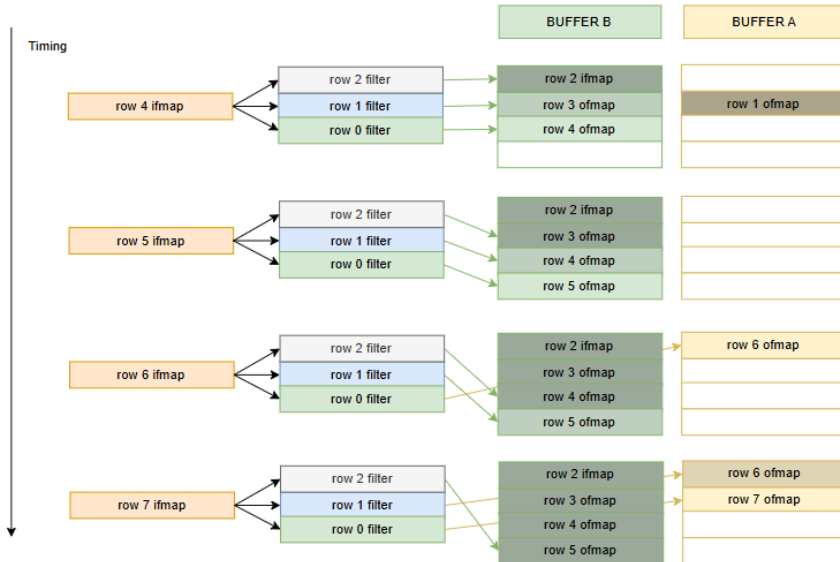 BUFFER B
BUFFER A
Timing
row 4 ifmap
row 2 filter
row 1 filter
row 0 filter
row 2 ifmap
row 3 ofmap
row 4 ofmap
row 1 ofmap
row 5 ifmap
row 2 filter
row 1 filter
row 0 filter
row 2 ifmap
row 3 ofmap
row 4 ofmap
row 5 ofmap
row 6 ifmap
row 2 filter
row 1 filter
row 0 filter
row 2 ifmap
row 3 ofmap
row 4 ofmap
row 5 ofmap
row 6 ofmap
row 7 ifmap
row 2 filter
row 1 filter
row 0 filter
row 2 ifmap
row 3 ofmap
row 4 ofmap
row 5 ofmap
row 6 ofmap
row 7 ofmap